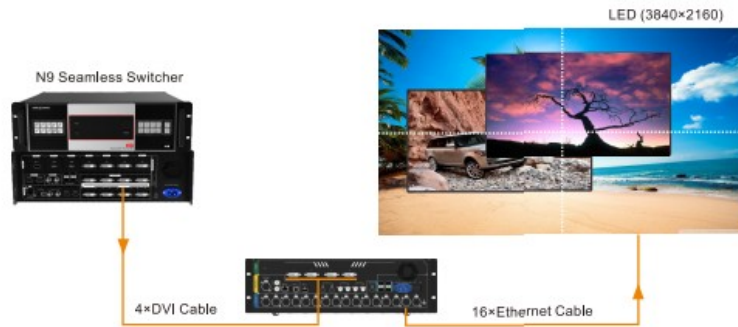 LED (3840×2160)
N9 Seamless Switcher
4×DVI Cable
16×Ethernet Cable